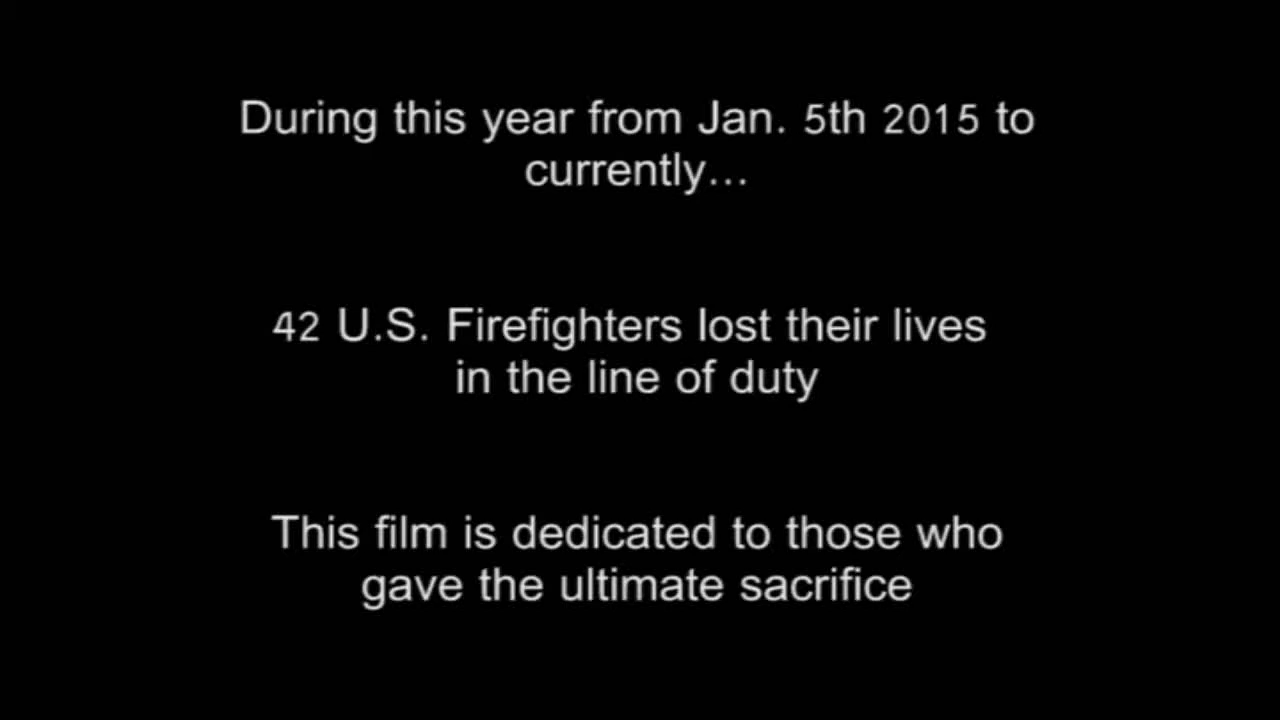 During this year from Jan. 5th 2015 to
currently...
42 U.S. Firefighters lost their lives
in the line of duty
This film is dedicated to those who
gave the ultimate sacrifice